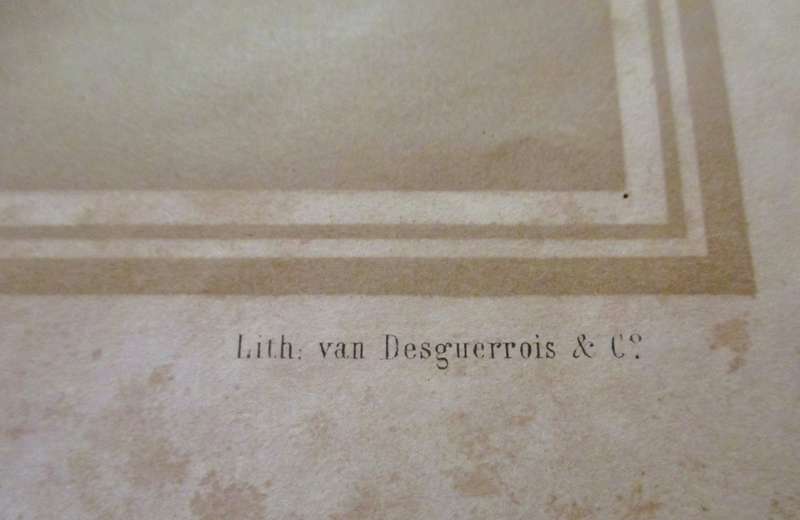 Lith: van Desguerrois & Cº